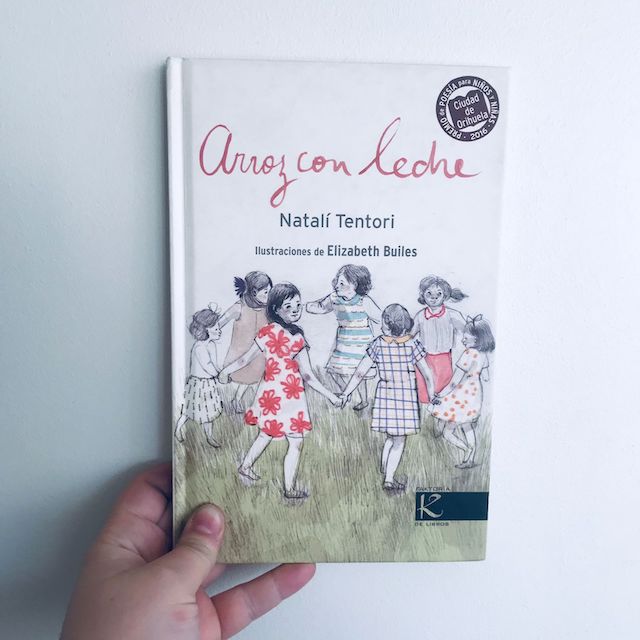 PREMIO de POESÍA para NIÑOS y NIÑAS
Ciudad
de
Orihuela
· 2016 ·
Arroz con leche
Natalí Tentori
Ilustraciones de Elizabeth Builes
FAKTORÍA
K
DE LIBROS